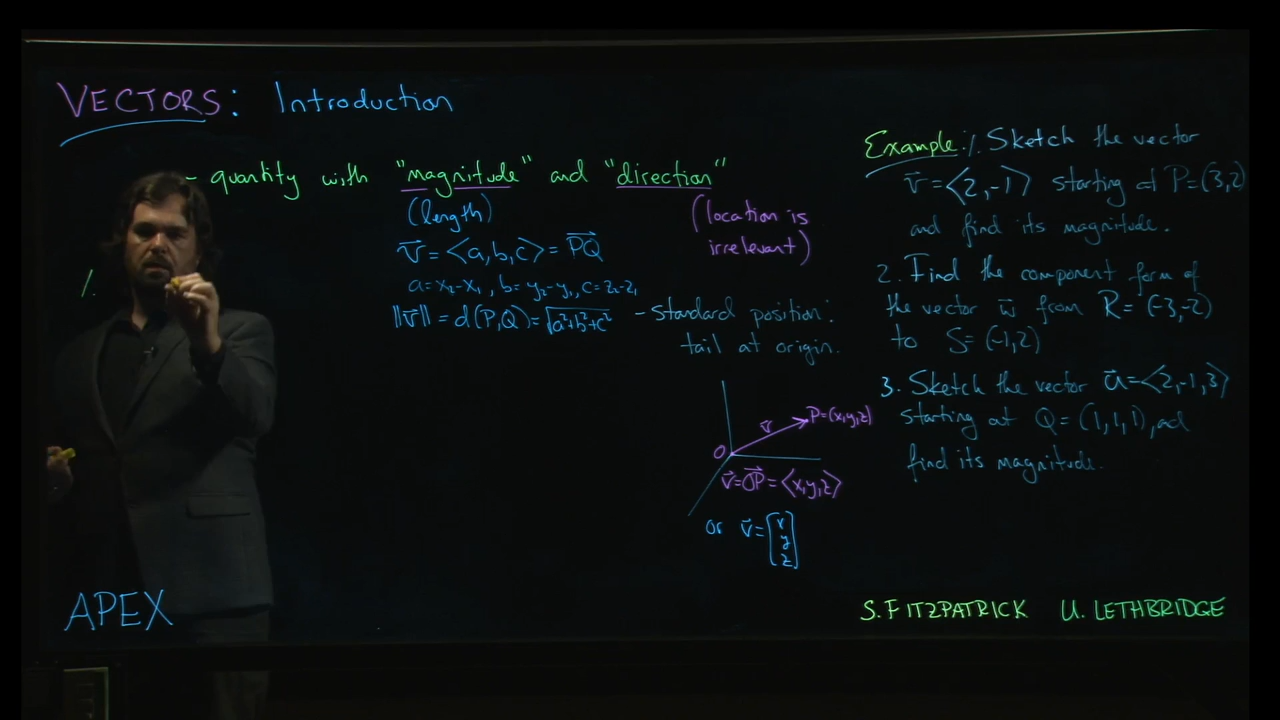 VECTORS: Introduction
- quantity with "magnitude" and "direction"
(length)
(location is
irrelevant)
v⃗ = <a,b,c> = PQ⃗
a=x₂-x₁, b=y₂-y₁, c=z₂-z₁
||v⃗|| = d(P,Q) = √a²+b²+c²
- Standard position:
tail at origin.
P=(x,y,z)
v⃗
O
v⃗=OP⃗=<x,y,z>
or v⃗=[x
y
z]
1.
Example: 1. Sketch the vector
v⃗=<2,-1> starting at P=(3,2)
and find its magnitude.
2. Find the component form of
the vector w⃗ from R=(-3,-2)
to S=(-1,2)
3. Sketch the vector u⃗=<2,-1,3>
starting at Q=(1,1,1), and
find its magnitude.
APEX
S. FITZPATRICK U. LETHBRIDGE